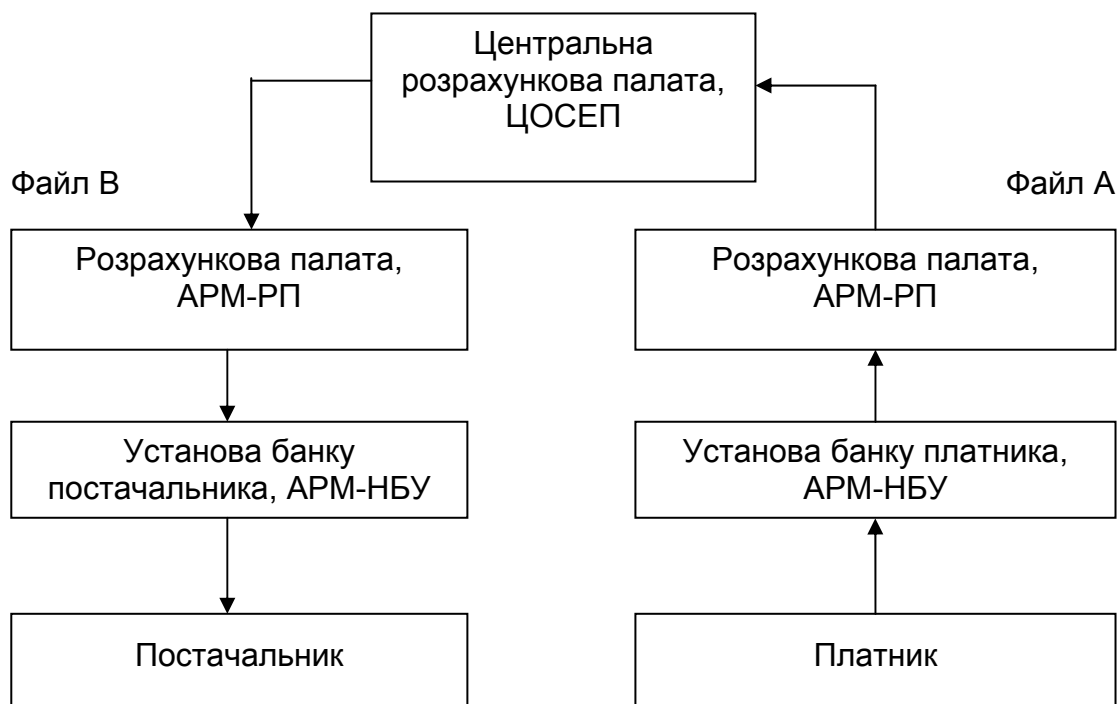 Центральна
розрахункова палата,
ЦОСЕП
Файл В
Файл А
Розрахункова палата,
АРМ-РП
Розрахункова палата,
АРМ-РП
Установа банку
постачальника, АРМ-НБУ
Установа банку платника,
АРМ-НБУ
Постачальник
Платник